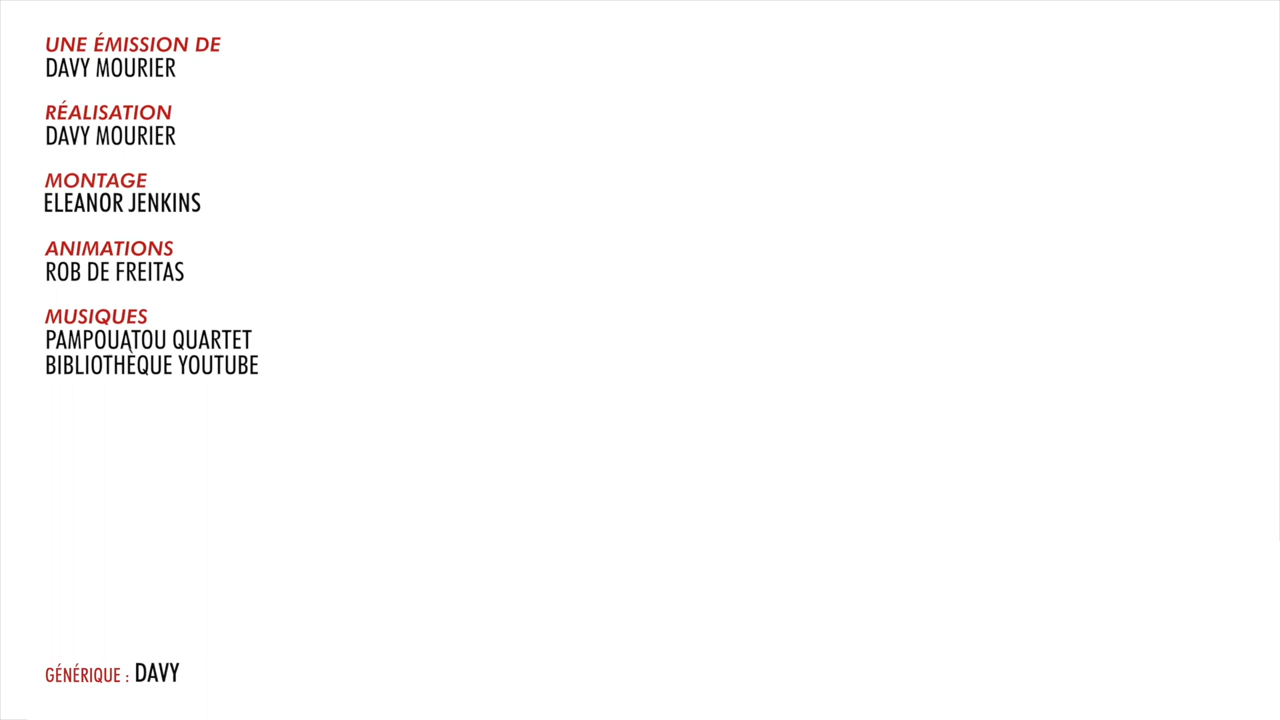 UNE ÉMISSION DE
DAVY MOURIER
RÉALISATION
DAVY MOURIER
MONTAGE
ELEANOR JENKINS
ANIMATIONS
ROB DE FREITAS
MUSIQUES
PAMPOUATOU QUARTET
BIBLIOTHÈQUE YOUTUBE
GÉNÉRIQUE : DAVY